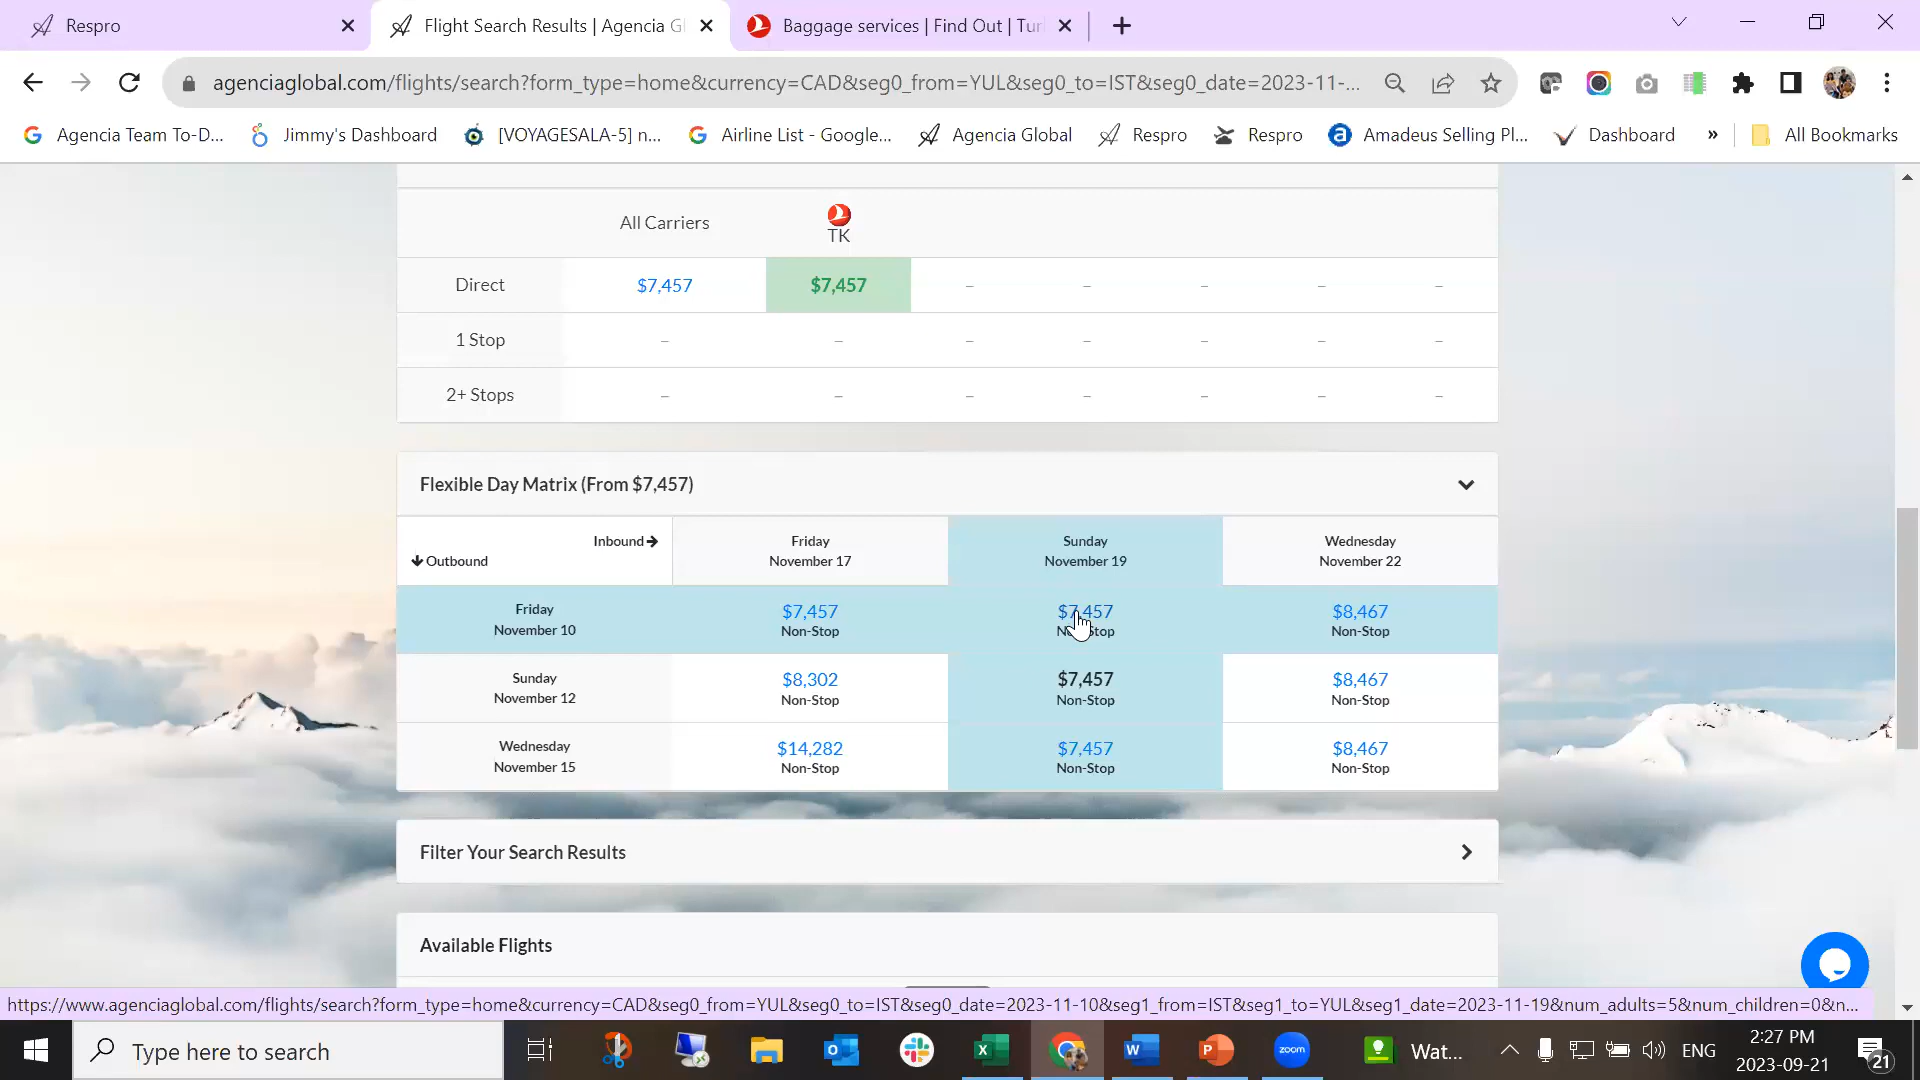 Respro
Flight Search Results | Agencia Gl
Baggage services | Find Out | Turk
agenciaglobal.com/flights/search?form_type=home&currency=CAD&seg0_from=YUL&seg0_to=IST&seg0_date=2023-11-...
Agencia Team To-D...
Jimmy's Dashboard
[VOYAGESALA-5] n...
Airline List - Google...
Agencia Global
Respro
Respro
Amadeus Selling Pl...
Dashboard
»
All Bookmarks
All Carriers
TK
Direct $7,457 $7,457 – – – – –
1 Stop – – – – – – –
2+ Stops – – – – – – –
Flexible Day Matrix (From $7,457)
Inbound
Outbound
Friday
November 17
Sunday
November 19
Wednesday
November 22
Friday
November 10
$7,457
Non-Stop
$7,457
Non-Stop
$8,467
Non-Stop
Sunday
November 12
$8,302
Non-Stop
$7,457
Non-Stop
$8,467
Non-Stop
Wednesday
November 15
$14,282
Non-Stop
$7,457
Non-Stop
$8,467
Non-Stop
Filter Your Search Results
Available Flights
https://www.agenciaglobal.com/flights/search?form_type=home&currency=CAD&seg0_from=YUL&seg0_to=IST&seg0_date=2023-11-10&seg1_from=IST&seg1_to=YUL&seg1_date=2023-11-19&num_adults=5&num_children=0&n...
Type here to search
zoom
Wat...
ENG
2:27 PM
2023-09-21
21